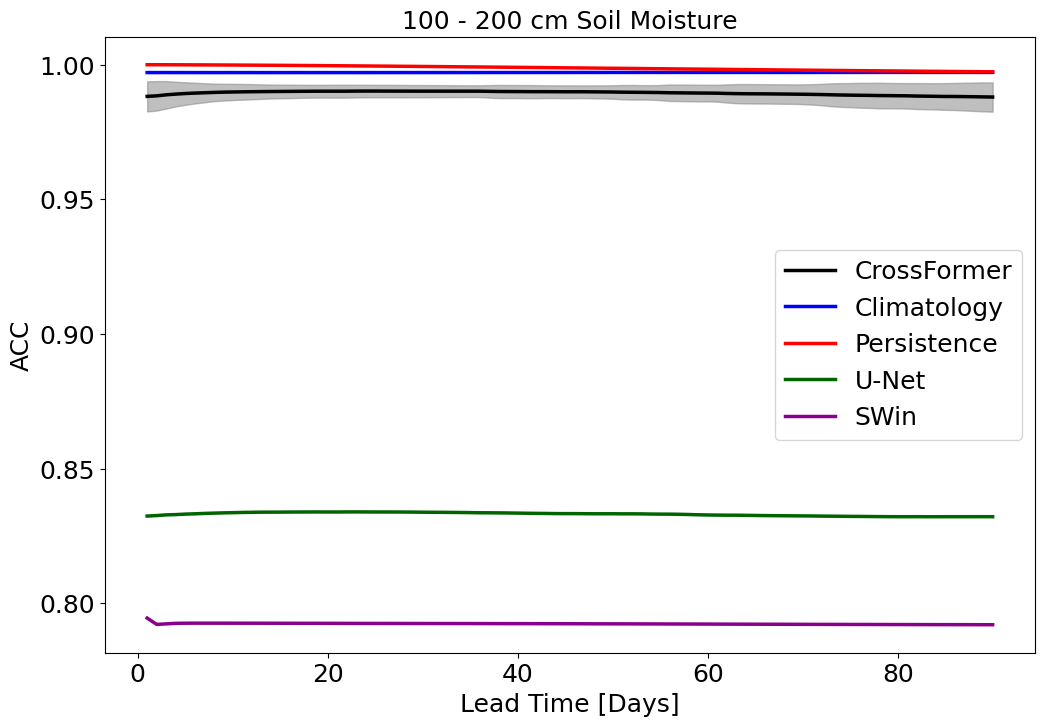 100 - 200 cm Soil Moisture
1.00
0.95
0.90
0.85
0.80
ACC
CrossFormer
Climatology
Persistence
U-Net
SWin
0 20 40 60 80
Lead Time [Days]